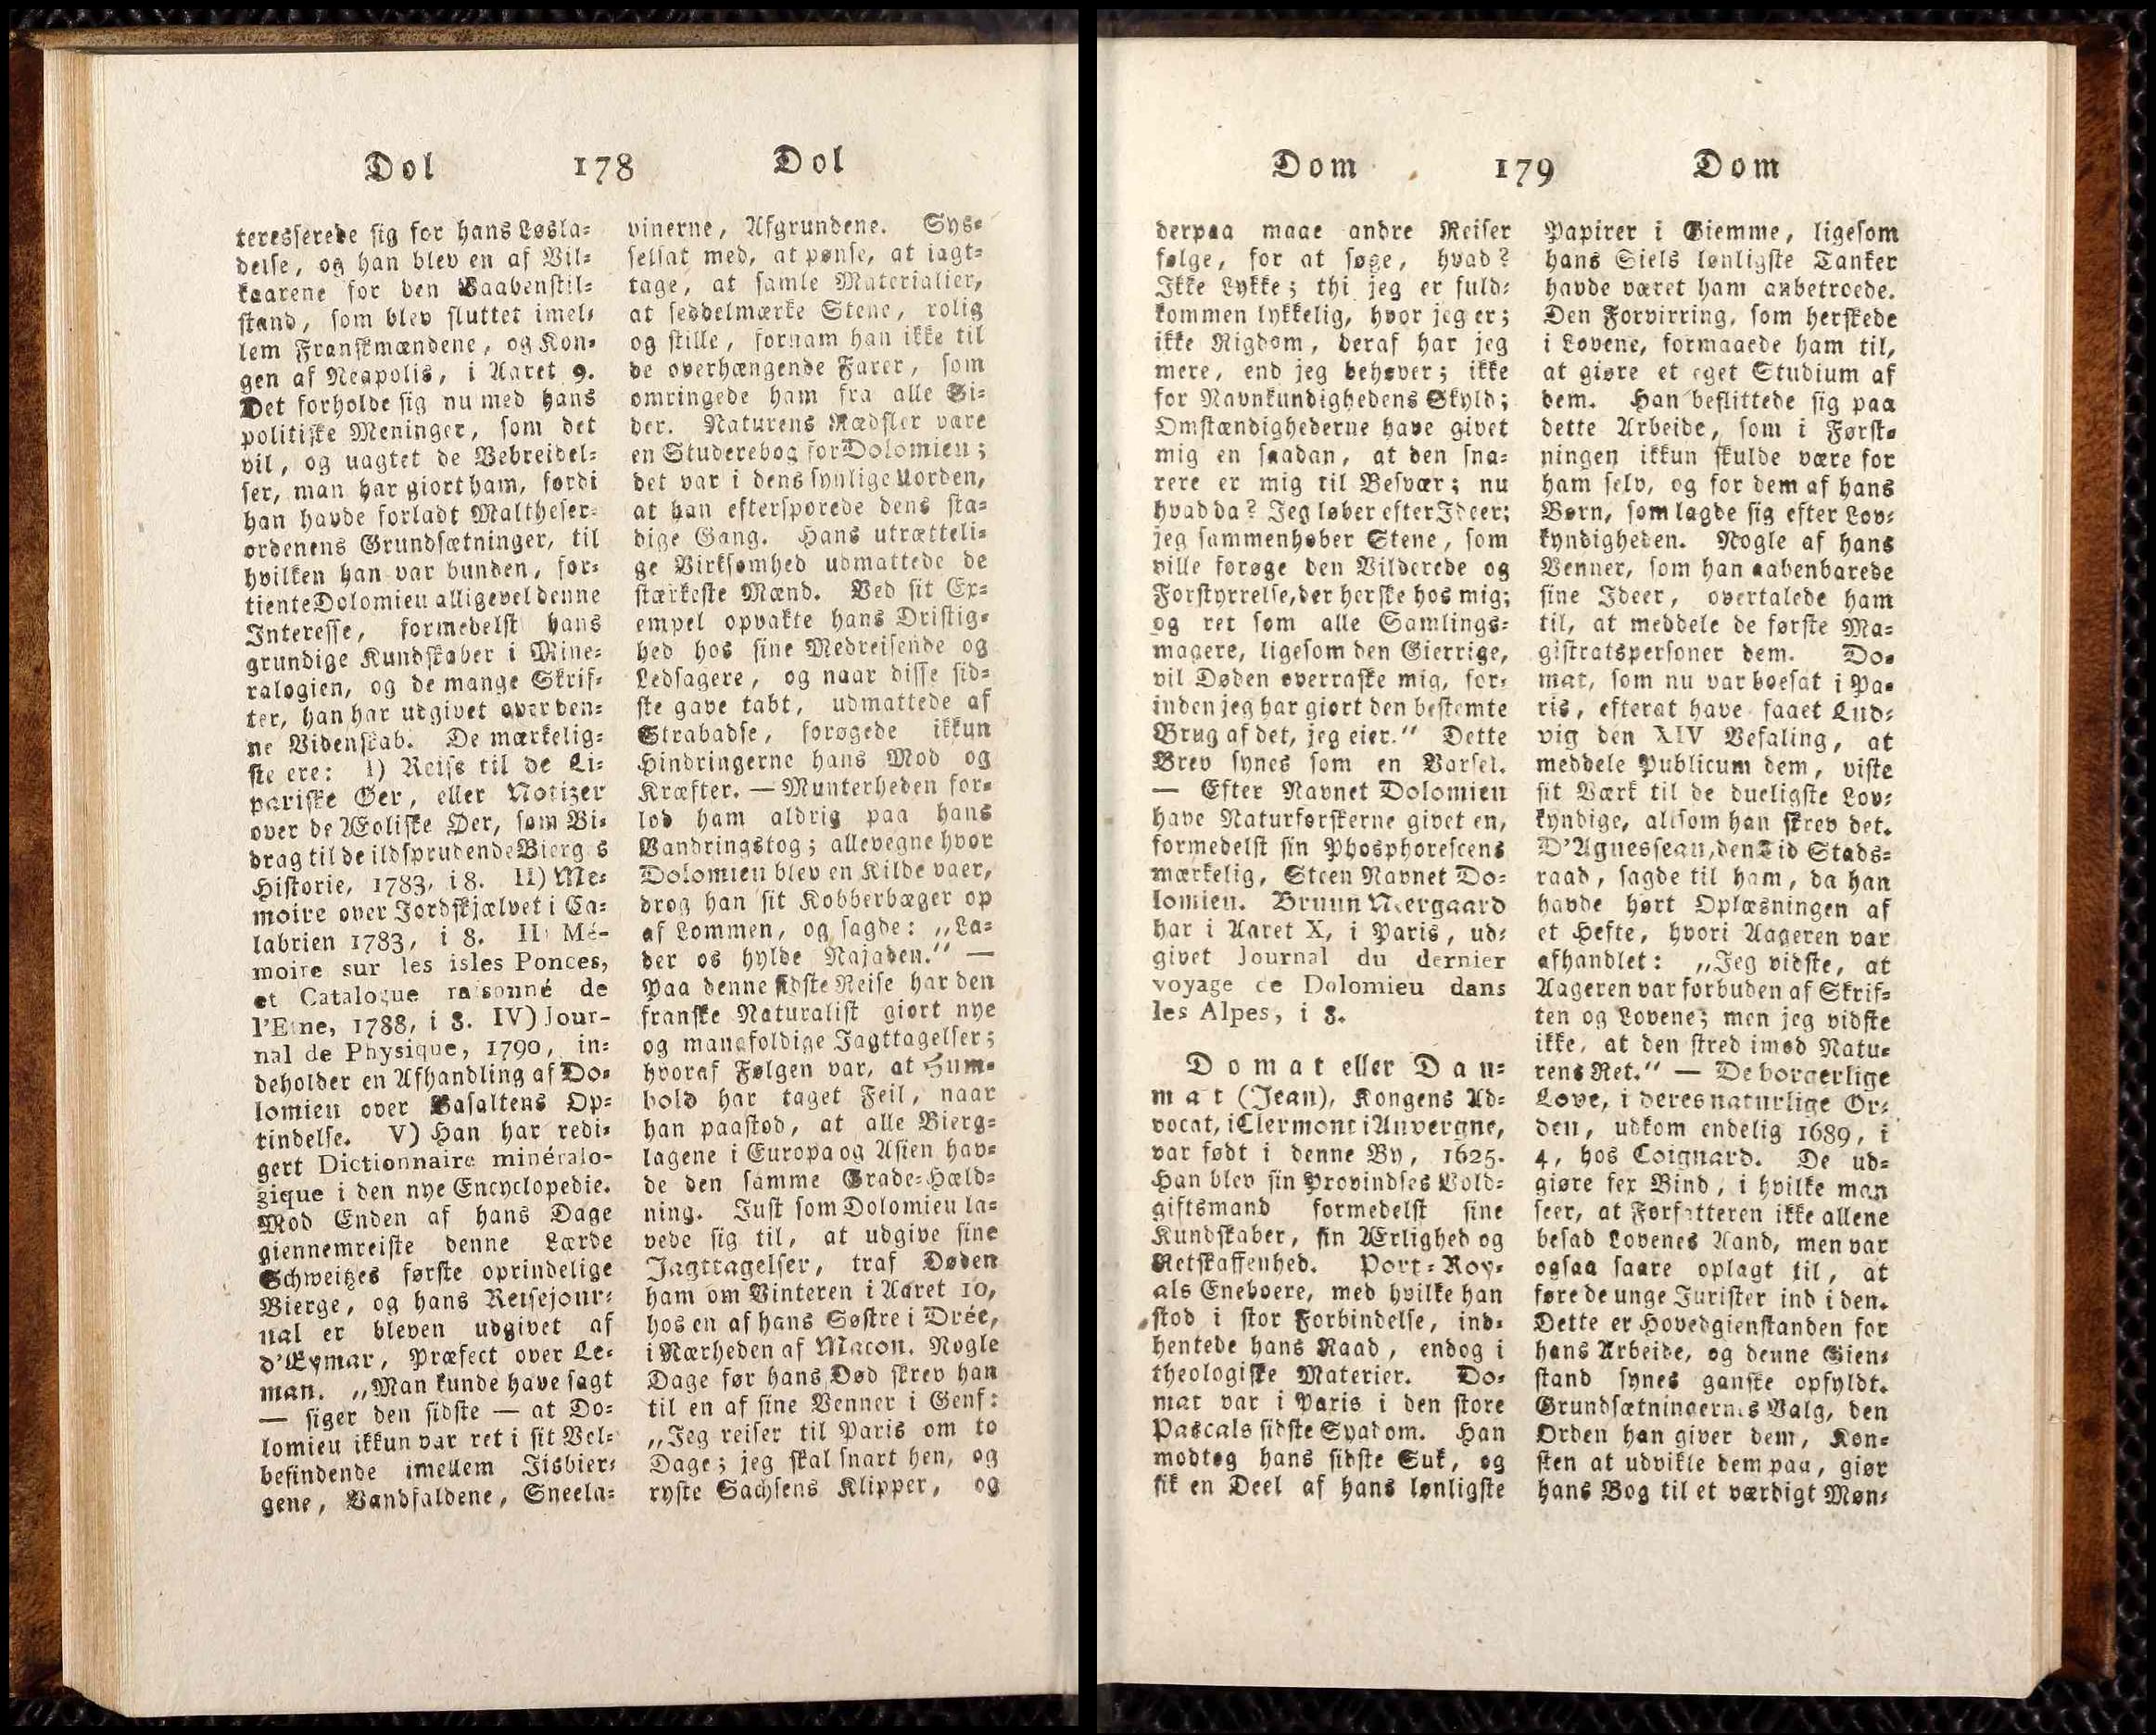 Dol 178 Dol
teresserede sig for hans Løsla=
delse, og han blev en af Vil=
kaarene for den Vaabenstil=
stand, som blev sluttet imel=
lem Franskmændene, og Kon=
gen af Neapolis, i Aaret 9.
Det forholde sig nu med hans
politiske Meninger, som det
vil, og uagtet de Bebreidel=
ser, man har giort ham, fordi
han havde forladt Maltheser=
ordenens Grundsætninger, til
hvilken han var bunden, for=
tiente Dolomieu alligevel denne
Interesse, formedelst hans
grundige Kundskaber i Mine=
ralogien, og de mange Skrif=
ter, han har udgivet over den=
ne Videnskab. De mærkelig=
ste ere: 1) Reise til de Li=
pariske Øer, eller Notizer
over de Æoliske Øer, som Bi=
drag til de ildsprudende Bierg s
Historie, 1783, i 8. II) Me=
moire over Jordskjælvet i Ca=
labrien 1783, i 8. II Mé-
moire sur les isles Ponces,
et Catalogue raisonné de
l'Etne, 1788, i 8. IV) Jour-
nal de Physique, 1790, in=
deholder en Afhandling af Do=
lomieu over Basaltens Op=
tindelse. V) Han har redi=
gert Dictionnaire minéralo-
gique i den nye Encyclopedie.
Mod Enden af hans Dage
giennemreiste denne Lærde
Schweitzes første oprindelige
Bierge, og hans Reisejour=
nal er bleven udgivet af
d'Eymar, Præfect over Le=
man. „Man kunde have sagt
— siger den sidste — at Do=
lomieu ikkun var ret i sit Vel=
befindende imellem Iisbier=
gene, Vandfaldene, Sneela=
vinerne, Afgrundene. Sys=
selsat med, at pønse, at iagt=
tage, at samle Materialier,
at seddelmærke Stene, rolig
og stille, fornam han ikke til
de overhængende Farer, som
omringede ham fra alle Si=
der. Naturens Rædsler være
en Studerebog for Dolomieu;
det var i dens synlige Uorden,
at han eftersporede dens sta=
dige Gang. Hans utrætteli=
ge Virksomhed udmattede de
stærkeste Mænd. Ved sit Ex=
empel opvakte hans Dristig=
hed hos sine Medreisende og
Ledsagere, og naar disse sid=
ste gave tabt, udmattede af
Strabadse, forøgede ikkun
Hindringerne hans Mod og
Kræfter. — Munterheden for=
lod ham aldrig paa hans
Vandringstog; allevegne hvor
Dolomieu blev en Kilde vaer,
drog han sit Kobberbæger op
af Lommen, og sagde: „La=
der os hylde Najaden." —
Paa denne sidste Reise har den
franske Naturalist giort nye
og mangfoldige Jagttagelser;
hvoraf Følgen var, at Hum=
bold har taget Feil, naar
han paastod, at alle Bierg=
lagene i Europa og Asien hav=
de den samme Grade=Hæld=
ning. Just som Dolomieu la=
vede sig til, at udgive sine
Jagttagelser, traf Døden
ham om Vinteren i Aaret 10,
hos en af hans Søstre i Drée,
i Nærheden af Macon. Nogle
Dage før hans Død skrev han
til en af sine Venner i Genf:
„Jeg reiser til Paris om to
Dage; jeg skal snart hen, og
ryste Sachsens Klipper, og
Dom 179 Dom
derpaa maae andre Reiser
følge, for at søge, hvad?
Ikke Lykke; thi jeg er fuld=
kommen lykkelig, hvor jeg er;
ikke Rigdom, deraf har jeg
mere, end jeg behøver; ikke
for Navnkundighedens Skyld;
Omstændighederne have givet
mig en saadan, at den sna=
rere er mig til Besvær; nu
hvad da? Jeg løber efter Ideer;
jeg sammenhober Stene, som
ville forøge den Vilderede og
Forstyrrelse, der herske hos mig;
og ret som alle Samlings=
magere, ligesom den Gierrige,
vil Døden overraske mig, for=
inden jeg har giort den bestemte
Brug af det, jeg eier." Dette
Brev synes som en Varsel.
— Efter Navnet Dolomieu
have Naturforskerne givet en,
formedelst sin Phosphorescens
mærkelig, Steen Navnet Do=
lomieu. Bruun Neergaard
har i Aaret X, i Paris, ud=
givet Journal du dernier
voyage de Dolomieu dans
les Alpes, i 8.
Domat eller Dau=
mat (Jean), Kongens Ad=
vocat, i Clermont i Auvergne,
var født i denne By, 1625.
Han blev sin Provindses Vold=
giftsmand formedelst sine
Kundskaber, sin Ærlighed og
Retskaffenhed. Port=Roy=
als Eneboere, med hvilke han
stod i stor Forbindelse, ind=
hentede hans Raad, endog i
theologiske Materier. Do=
mat var i Paris i den store
Pascals sidste Sygdom. Han
modtog hans sidste Suk, og
fik en Deel af hans lønligste
Papirer i Giemme, ligesom
hans Siels lønligste Tanker
havde været ham anbetroede.
Den Forvirring, som herskede
i Lovene, formaaede ham til,
at giøre et eget Studium af
dem. Han beflittede sig paa
dette Arbeide, som i Først=
ningen ikkun skulde være for
ham selv, og for dem af hans
Børn, som lagde sig efter Lov=
kyndigheden. Nogle af hans
Venner, som han aabenbarede
sine Ideer, overtalede ham
til, at meddele de første Ma=
gistratspersoner dem. Do=
mat, som nu var boesat i Pa=
ris, efterat have faaet Lud=
vig den XIV Befaling, at
meddele Publicum dem, viste
sit Værk til de dueligste Lov=
kyndige, altsom han skrev det.
D'Aguesseau, den Tid Stads=
raad, sagde til ham, da han
havde hørt Oplæsningen af
et Hefte, hvori Aageren var
afhandlet: „Jeg vidste, at
Aageren var forbuden af Skrif=
ten og Lovene; men jeg vidste
ikke, at den stred imod Natu=
rens Ret." — De borgerlige
Love, i deres naturlige Or=
den, udkom endelig 1689, i
4, hos Coignard. De ud=
giøre sex Bind, i hvilke man
seer, at Forfatteren ikke allene
besad Lovenes Aand, men var
ogsaa saare oplagt til, at
føre de unge Jurister ind i den.
Dette er Hovedgienstanden for
hans Arbeide, og denne Gien=
stand synes ganske opfyldt.
Grundsætningernes Valg, den
Orden han giver dem, Kon=
sten at udvikle dem paa, giør
hans Bog til et værdigt Møn=